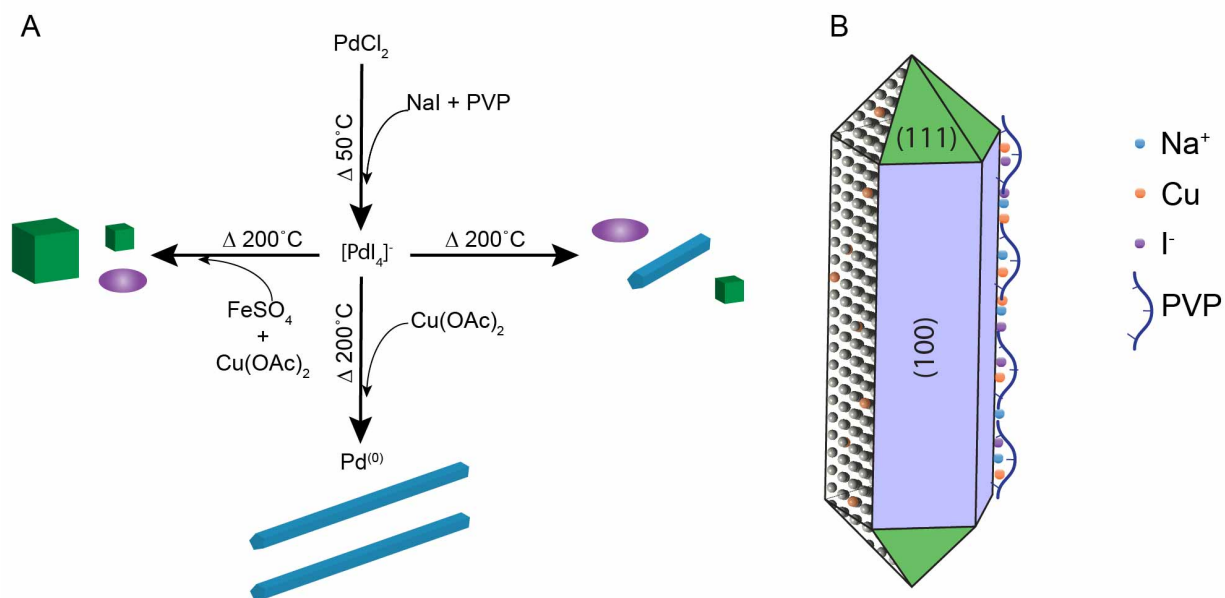 A
PdCl₂
NaI + PVP
Δ 50˚C
Δ 200˚C
[PdI₄]⁻
Δ 200˚C
FeSO₄
+
Cu(OAc)₂
Δ 200˚C
Cu(OAc)₂
Pd⁽⁰⁾
B
(111)
(100)
Na⁺
Cu
I⁻
PVP